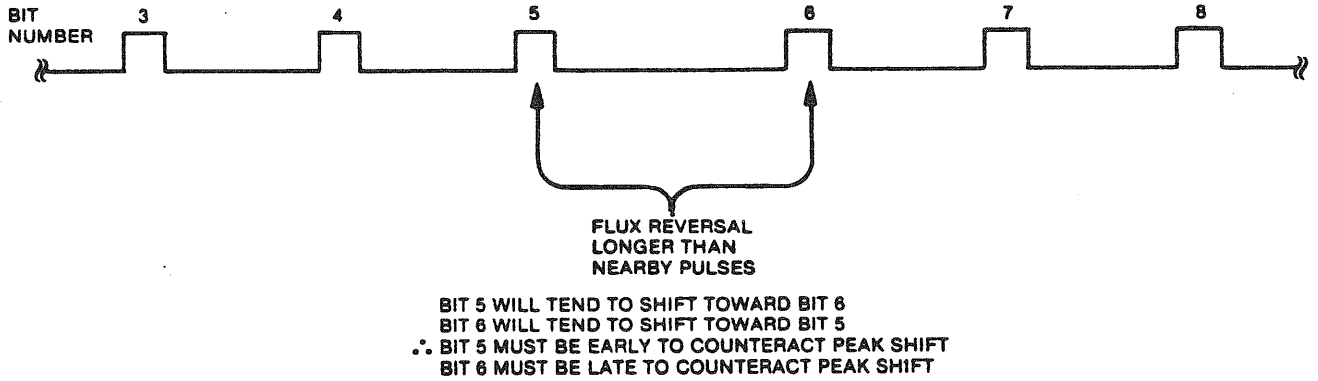 BIT
NUMBER
3 4 5 6 7 8
FLUX REVERSAL
LONGER THAN
NEARBY PULSES
BIT 5 WILL TEND TO SHIFT TOWARD BIT 6
BIT 6 WILL TEND TO SHIFT TOWARD BIT 5
∴ BIT 5 MUST BE EARLY TO COUNTERACT PEAK SHIFT
BIT 6 MUST BE LATE TO COUNTERACT PEAK SHIFT